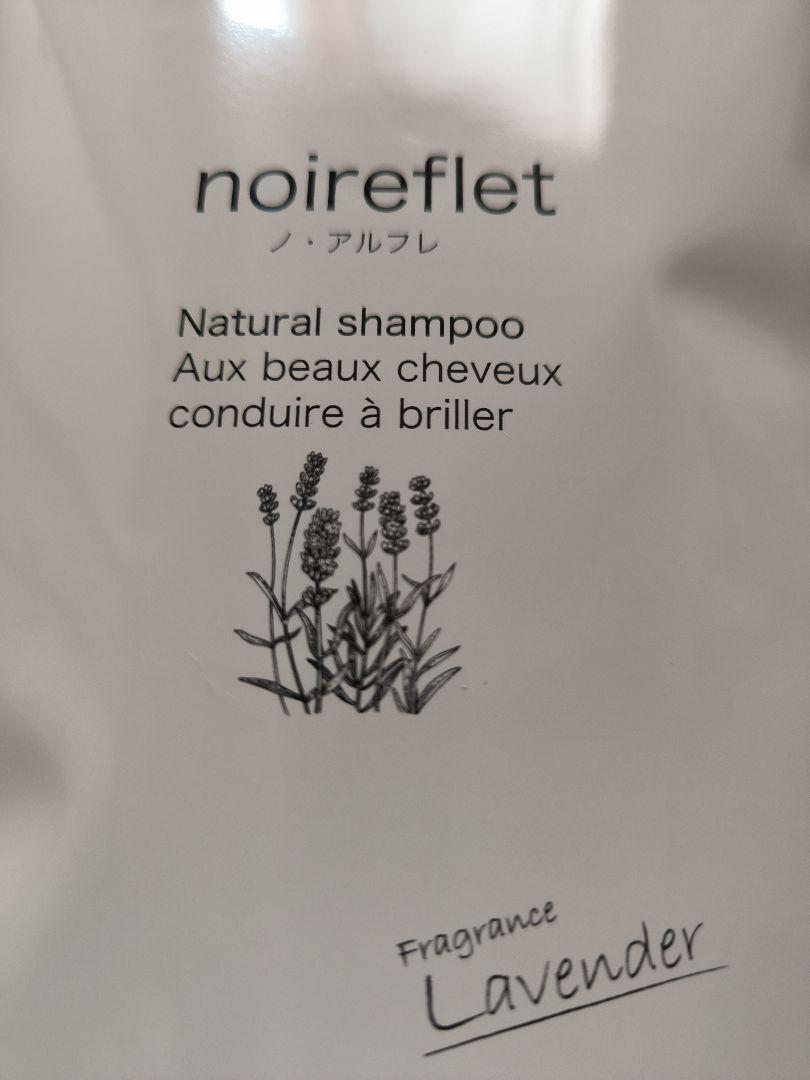 noireflet
ノ・アルフレ
Natural shampoo
Aux beaux cheveux
conduire à briller
Fragrance
Lavender